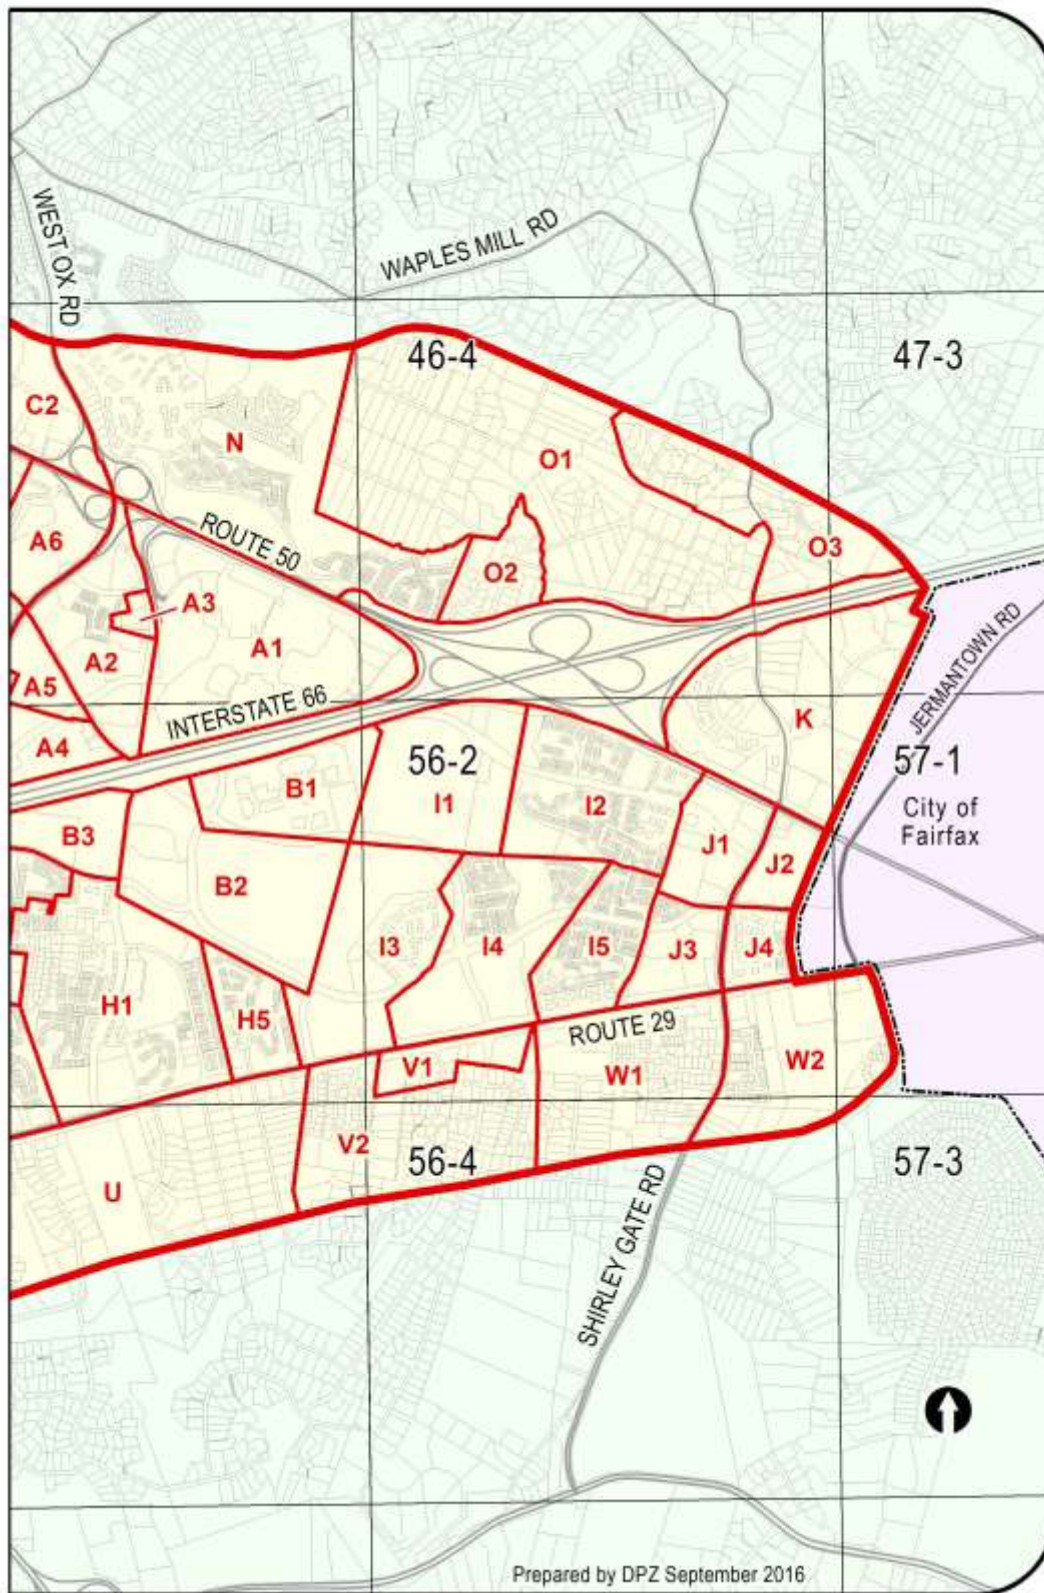 WEST OX RD
WAPLES MILL RD
46-4
47-3
C2
N
O1
ROUTE 50
A6
O3
O2
A3
A1
A2
A5
JERMANTOWN RD
INTERSTATE 66
K
A4
56-2
57-1
B1
I1
I2
City of
Fairfax
B3
J1
J2
B2
I3
I4
I5
J3
J4
H1
H5
ROUTE 29
V1
W1
W2
V2
56-4
57-3
U
SHIRLEY GATE RD
Prepared by DPZ September 2016